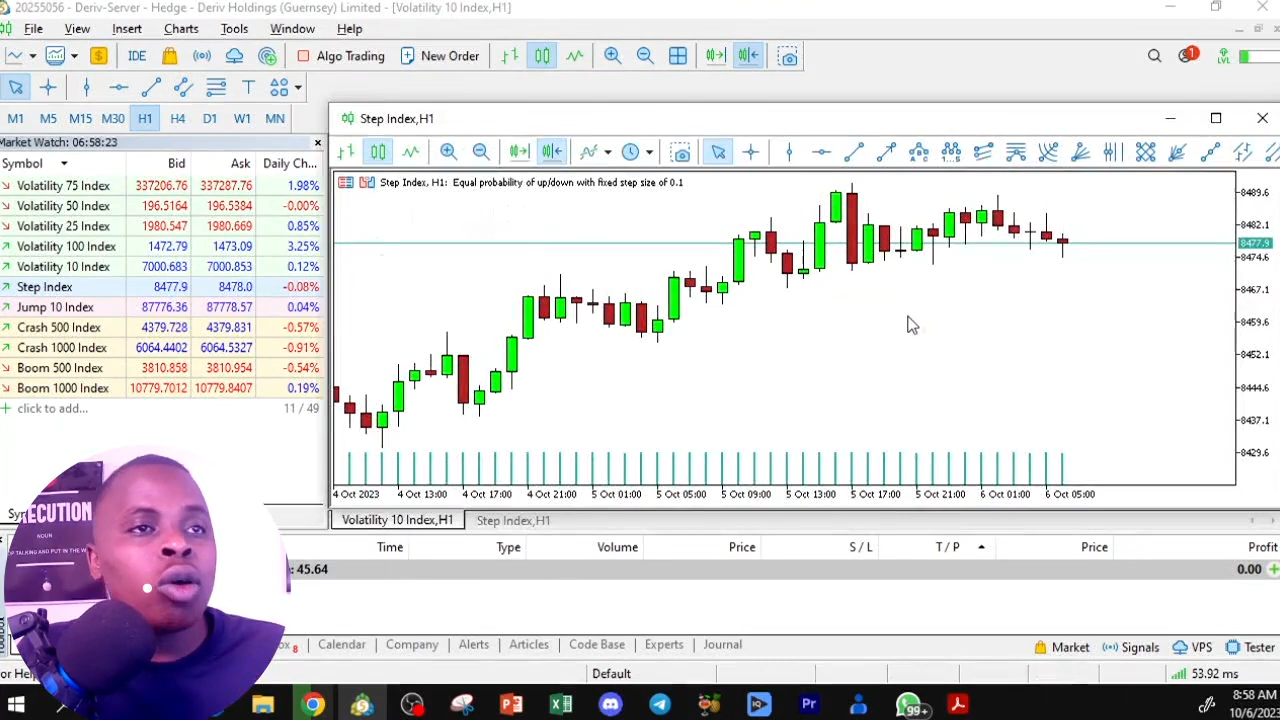 20255056 - Deriv-Server - Hedge - Deriv Holdings (Guernsey) Limited - [Volatility 10 Index,H1]
File View Insert Charts Tools Window Help
IDE Algo Trading New Order 1 LVL
M1 M5 M15 M30 H1 H4 D1 W1 MN
Market Watch: 06:58:23
Symbol Bid Ask Daily Ch...
Volatility 75 Index 337206.76 337287.76 1.98%
Volatility 50 Index 196.5164 196.5384 -0.00%
Volatility 25 Index 1980.547 1980.669 0.85%
Volatility 100 Index 1472.79 1473.09 3.25%
Volatility 10 Index 7000.683 7000.853 0.12%
Step Index 8477.9 8478.0 -0.08%
Jump 10 Index 87776.36 87778.57 0.04%
Crash 500 Index 4379.728 4379.831 -0.57%
Crash 1000 Index 6064.4402 6064.5327 -0.91%
Boom 500 Index 3810.858 3810.954 -0.54%
Boom 1000 Index 10779.7012 10779.8407 0.19%
click to add... 11 / 49
Step Index,H1
Step Index, H1: Equal probability of up/down with fixed step size of 0.1
8489.6
8482.1
8477.9
8474.6
8467.1
8459.6
8452.1
8444.6
8437.1
8429.6
4 Oct 2023 4 Oct 13:00 4 Oct 17:00 4 Oct 21:00 5 Oct 01:00 5 Oct 05:00 5 Oct 09:00 5 Oct 13:00 5 Oct 17:00 5 Oct 21:00 6 Oct 01:00 6 Oct 05:00
Volatility 10 Index,H1 Step Index,H1
Time Type Volume Price S / L T / P Price Profit
: 45.64 0.00
8 Calendar Company Alerts Articles Code Base Experts Journal Market Signals VPS Tester
or Help Default 53.92 ms
ECUTION
NOUN
99+
8:58 AM
10/6/202